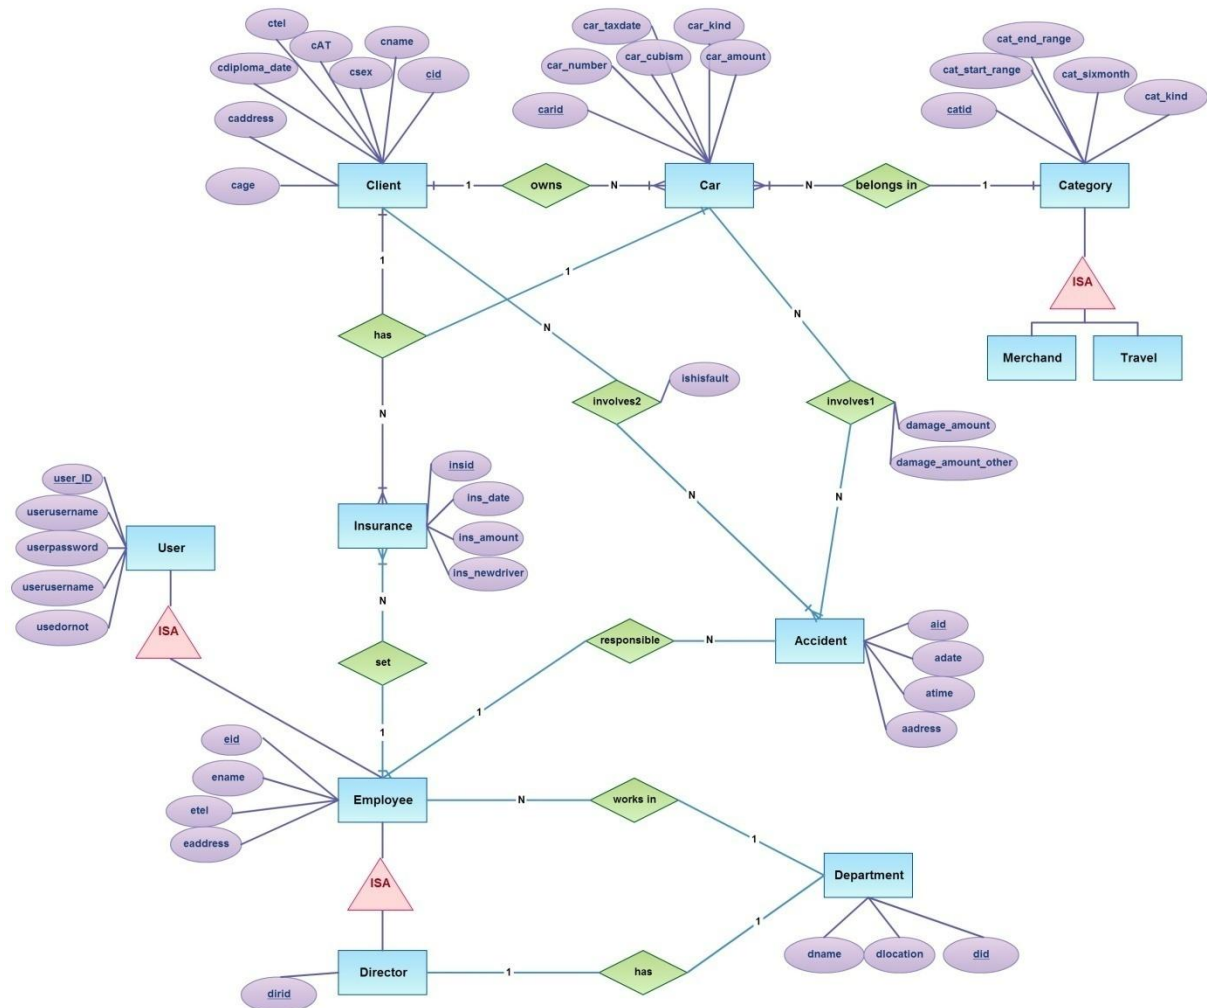 ctel
car_taxdate
car_kind
cat_end_range
cAT
cname
cdiploma_date
csex
cid
car_number
car_cubism
car_amount
cat_start_range
cat_sixmonth
cat_kind
caddress
carid
catid
cage
Client
1
owns
N
Car
N
belongs in
1
Category
1
1
ISA
has
N
N
Merchand
Travel
N
involves2
ishisfault
involves1
damage_amount
damage_amount_other
user_ID
userusername
userpassword
userusername
usedornot
User
ISA
Insurance
insid
ins_date
ins_amount
ins_newdriver
N
N
N
set
responsible
N
Accident
aid
adate
atime
aadress
1
1
eid
ename
etel
eaddress
Employee
N
works in
1
ISA
Department
dname
dlocation
did
1
dirid
Director
1
has